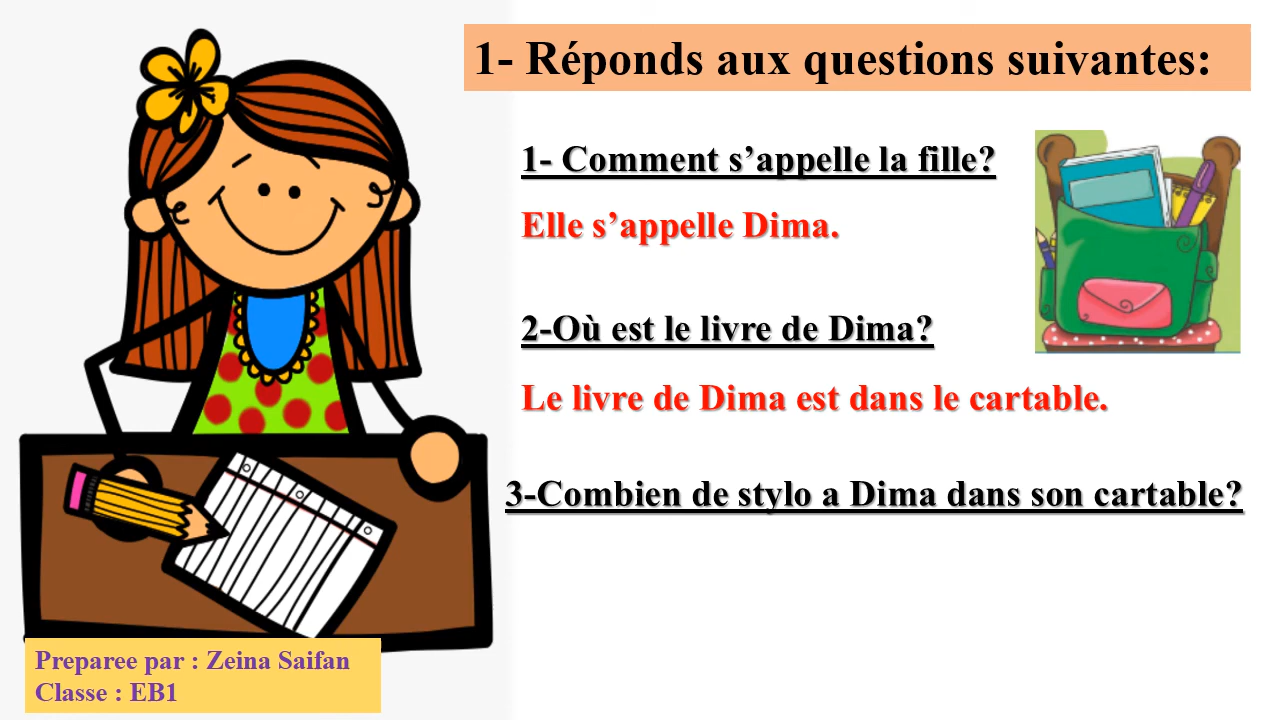 1- Réponds aux questions suivantes:
1- Comment s’appelle la fille?
Elle s’appelle Dima.
2-Où est le livre de Dima?
Le livre de Dima est dans le cartable.
3-Combien de stylo a Dima dans son cartable?
Preparee par : Zeina Saifan
Classe : EB1